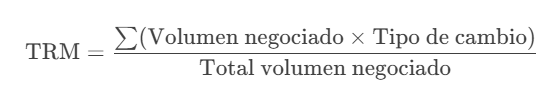 TRM = ∑(Volumen negociado × Tipo de cambio)
Total volumen negociado